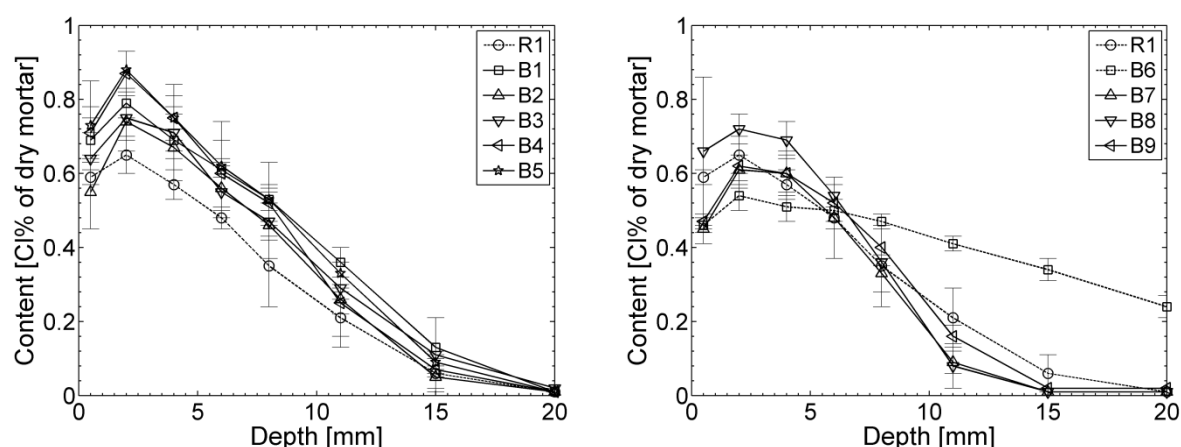 1
0.8
0.6
0.4
0.2
0
Content [Cl% of dry mortar]
0 5 10 15 20
Depth [mm]
R1
B1
B2
B3
B4
B5
1
0.8
0.6
0.4
0.2
0
Content [Cl% of dry mortar]
0 5 10 15 20
Depth [mm]
R1
B6
B7
B8
B9